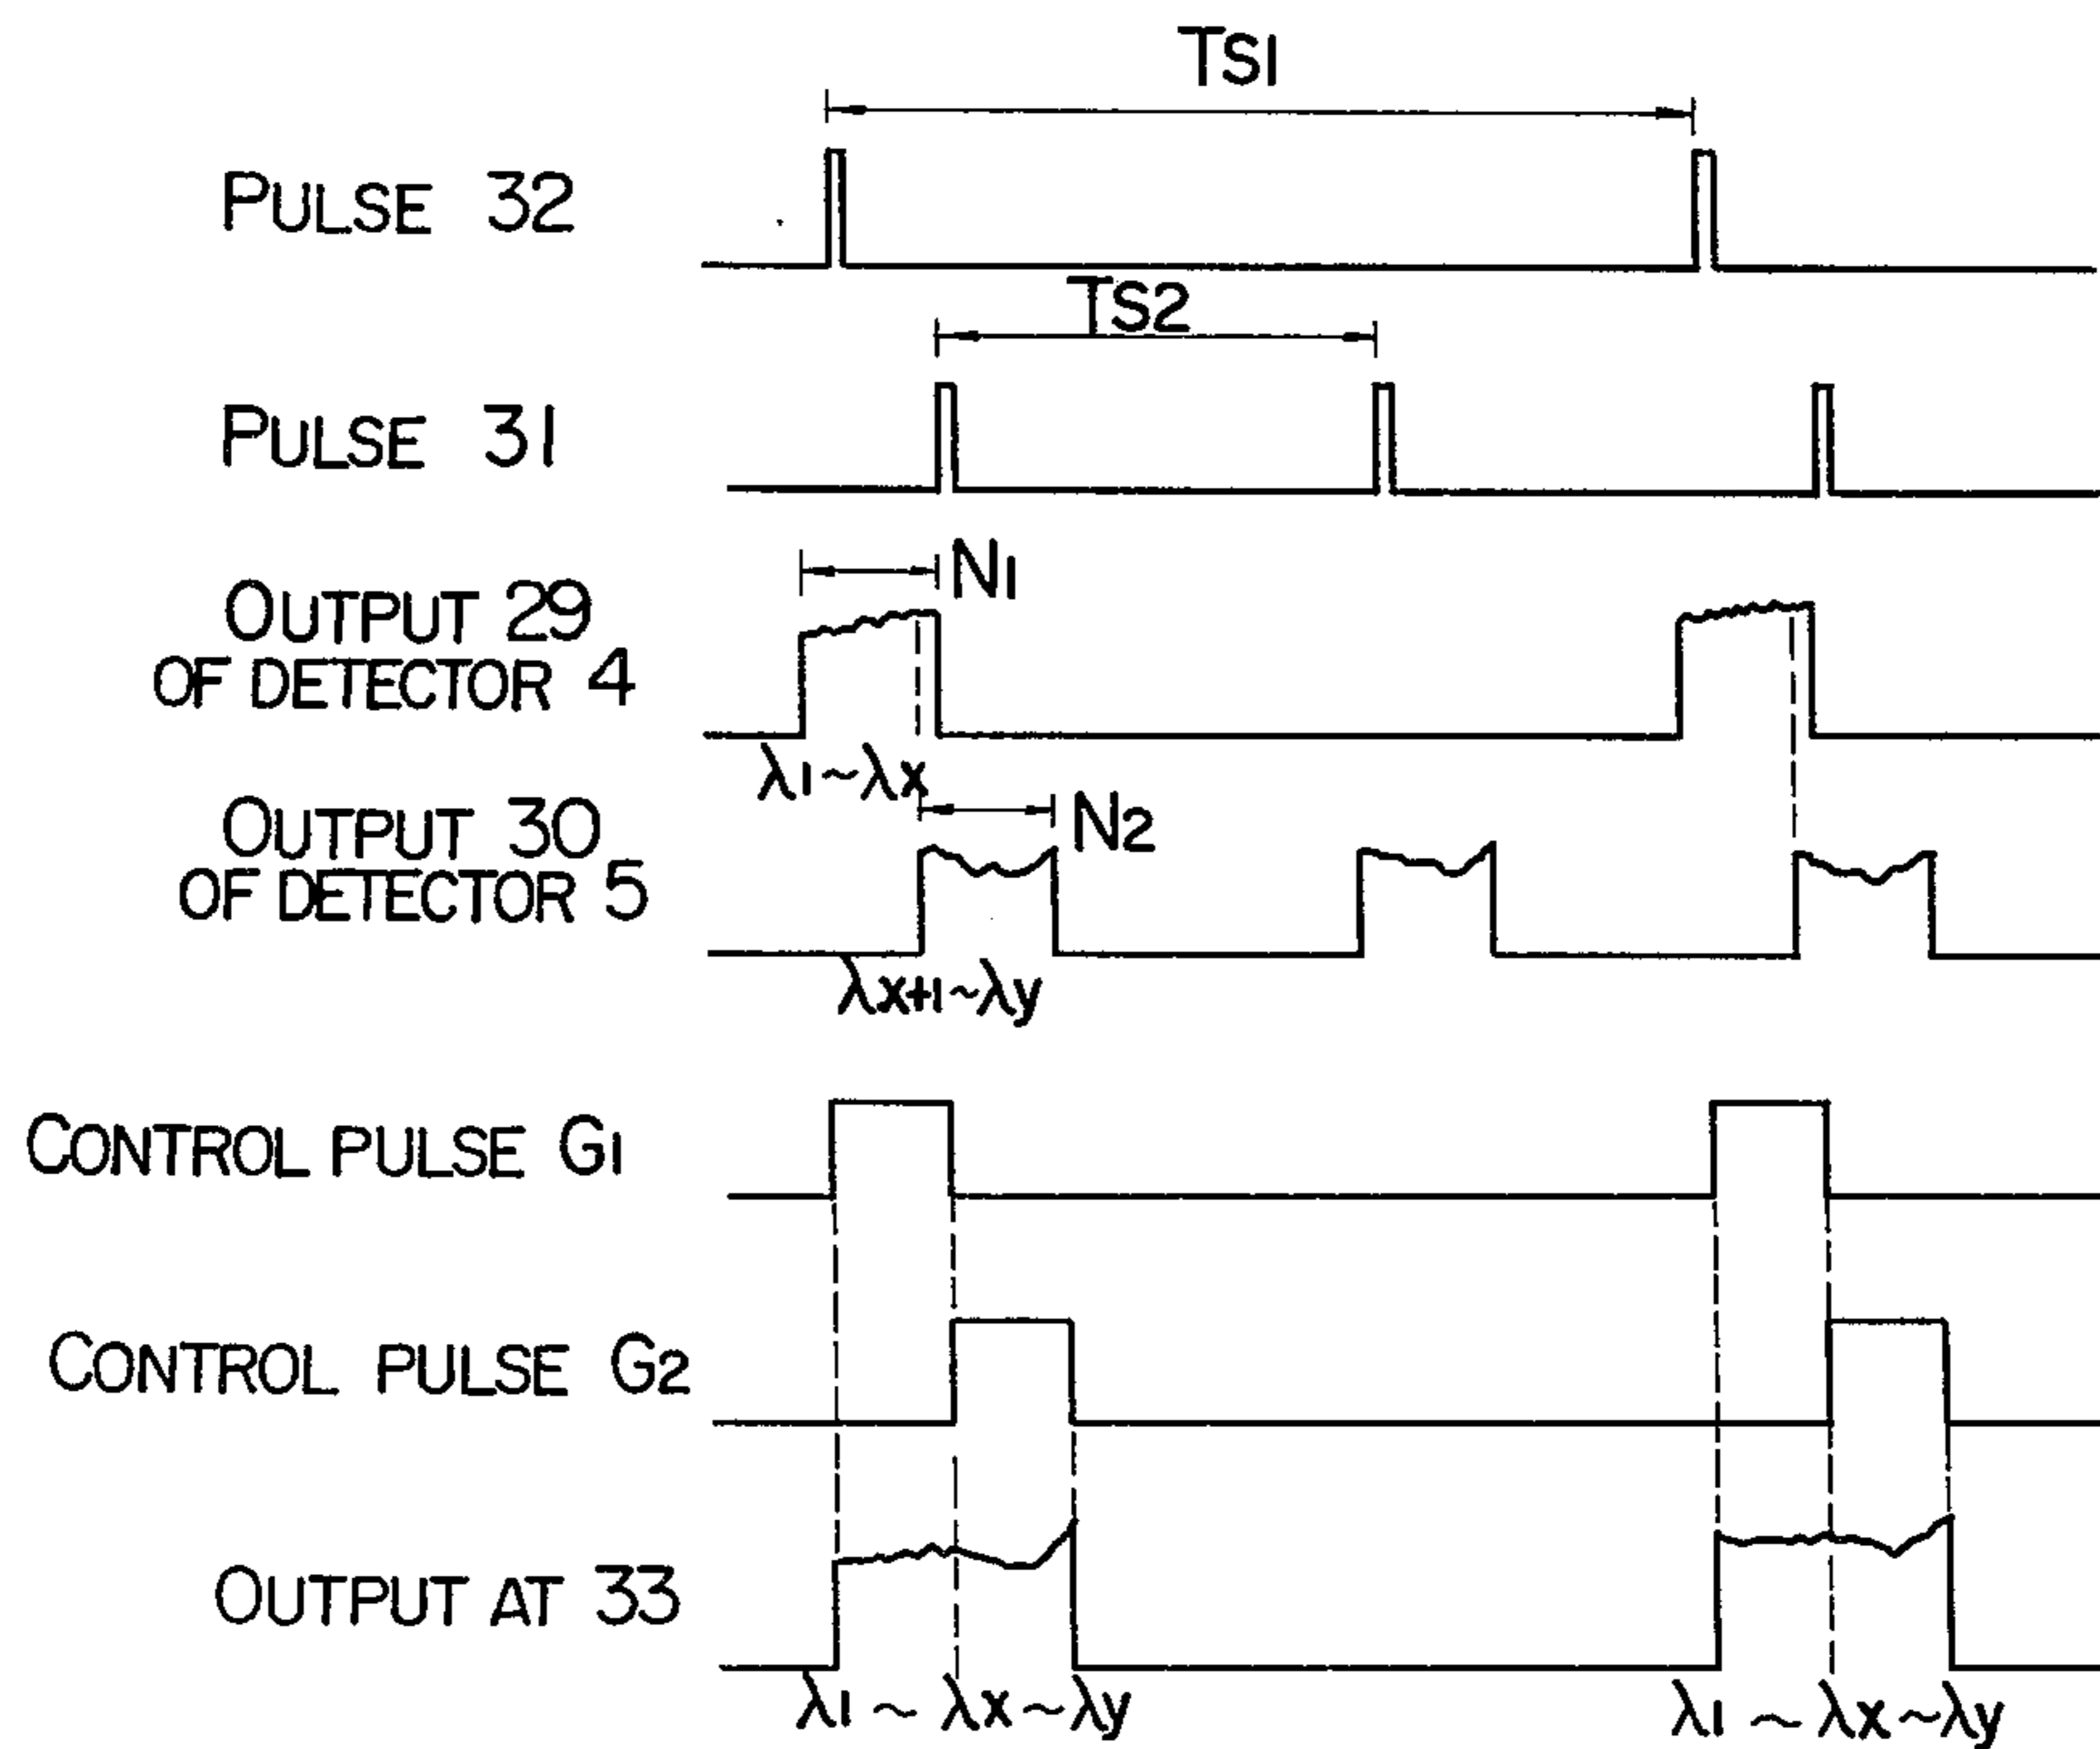 TS1
PULSE 32
TS2
PULSE 31
N1
OUTPUT 29
OF DETECTOR 4
λ1~λx
N2
OUTPUT 30
OF DETECTOR 5
λx+1~λy
CONTROL PULSE G1
CONTROL PULSE G2
OUTPUT AT 33
λ1 ~ λx~λy
λ1 ~ λx~λy